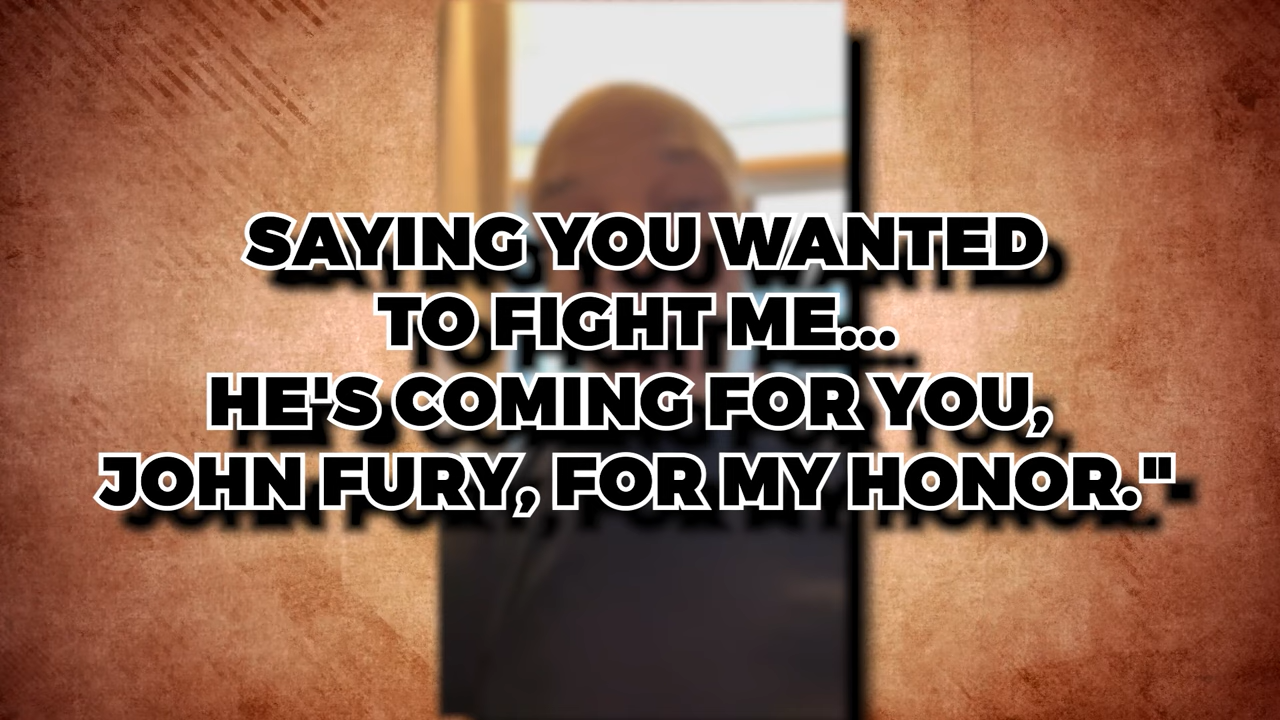 SAYING YOU WANTED
TO FIGHT ME...
HE'S COMING FOR YOU,
JOHN FURY, FOR MY HONOR."